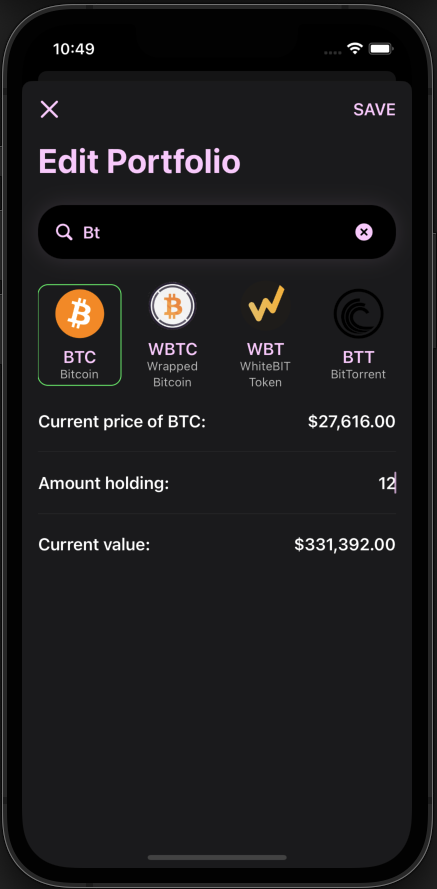 10:49
SAVE
Edit Portfolio
Bt
BTC
Bitcoin
WBTC
Wrapped
Bitcoin
WBT
WhiteBIT
Token
BTT
BitTorrent
Current price of BTC: $27,616.00
Amount holding: 12
Current value: $331,392.00